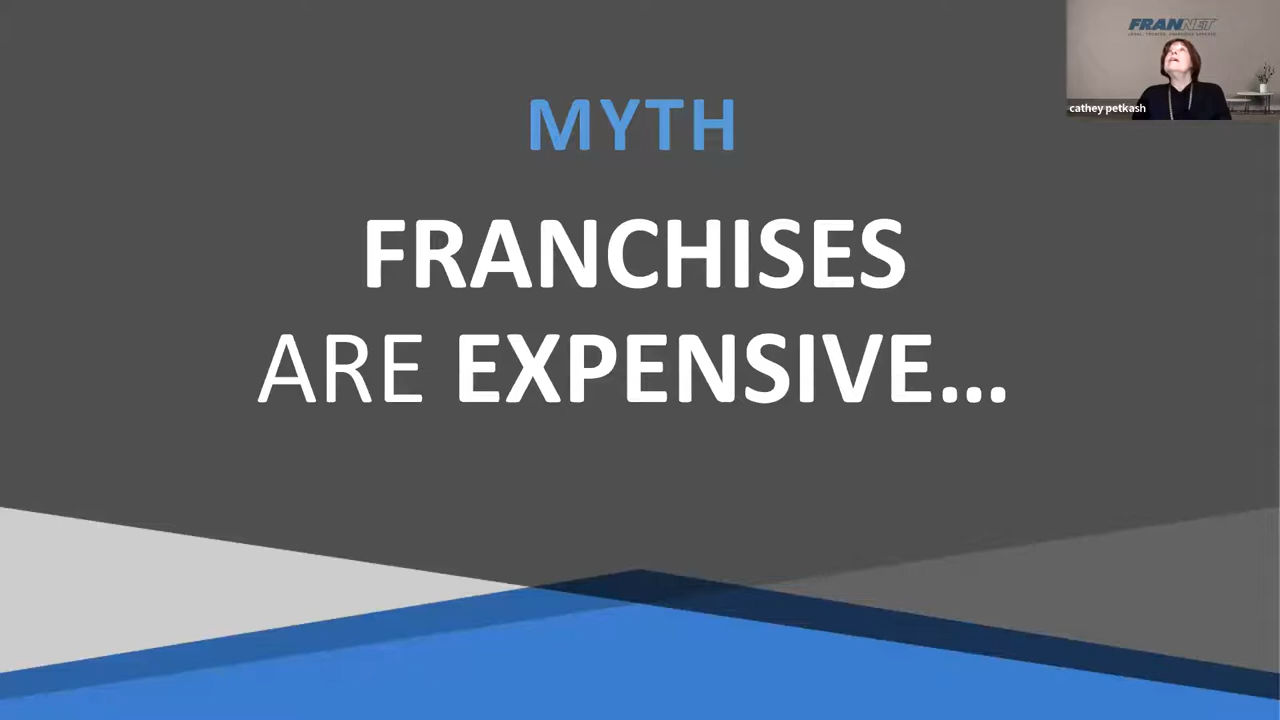 MYTH
FRANCHISES
ARE EXPENSIVE...
FRANNET
cathey petkash